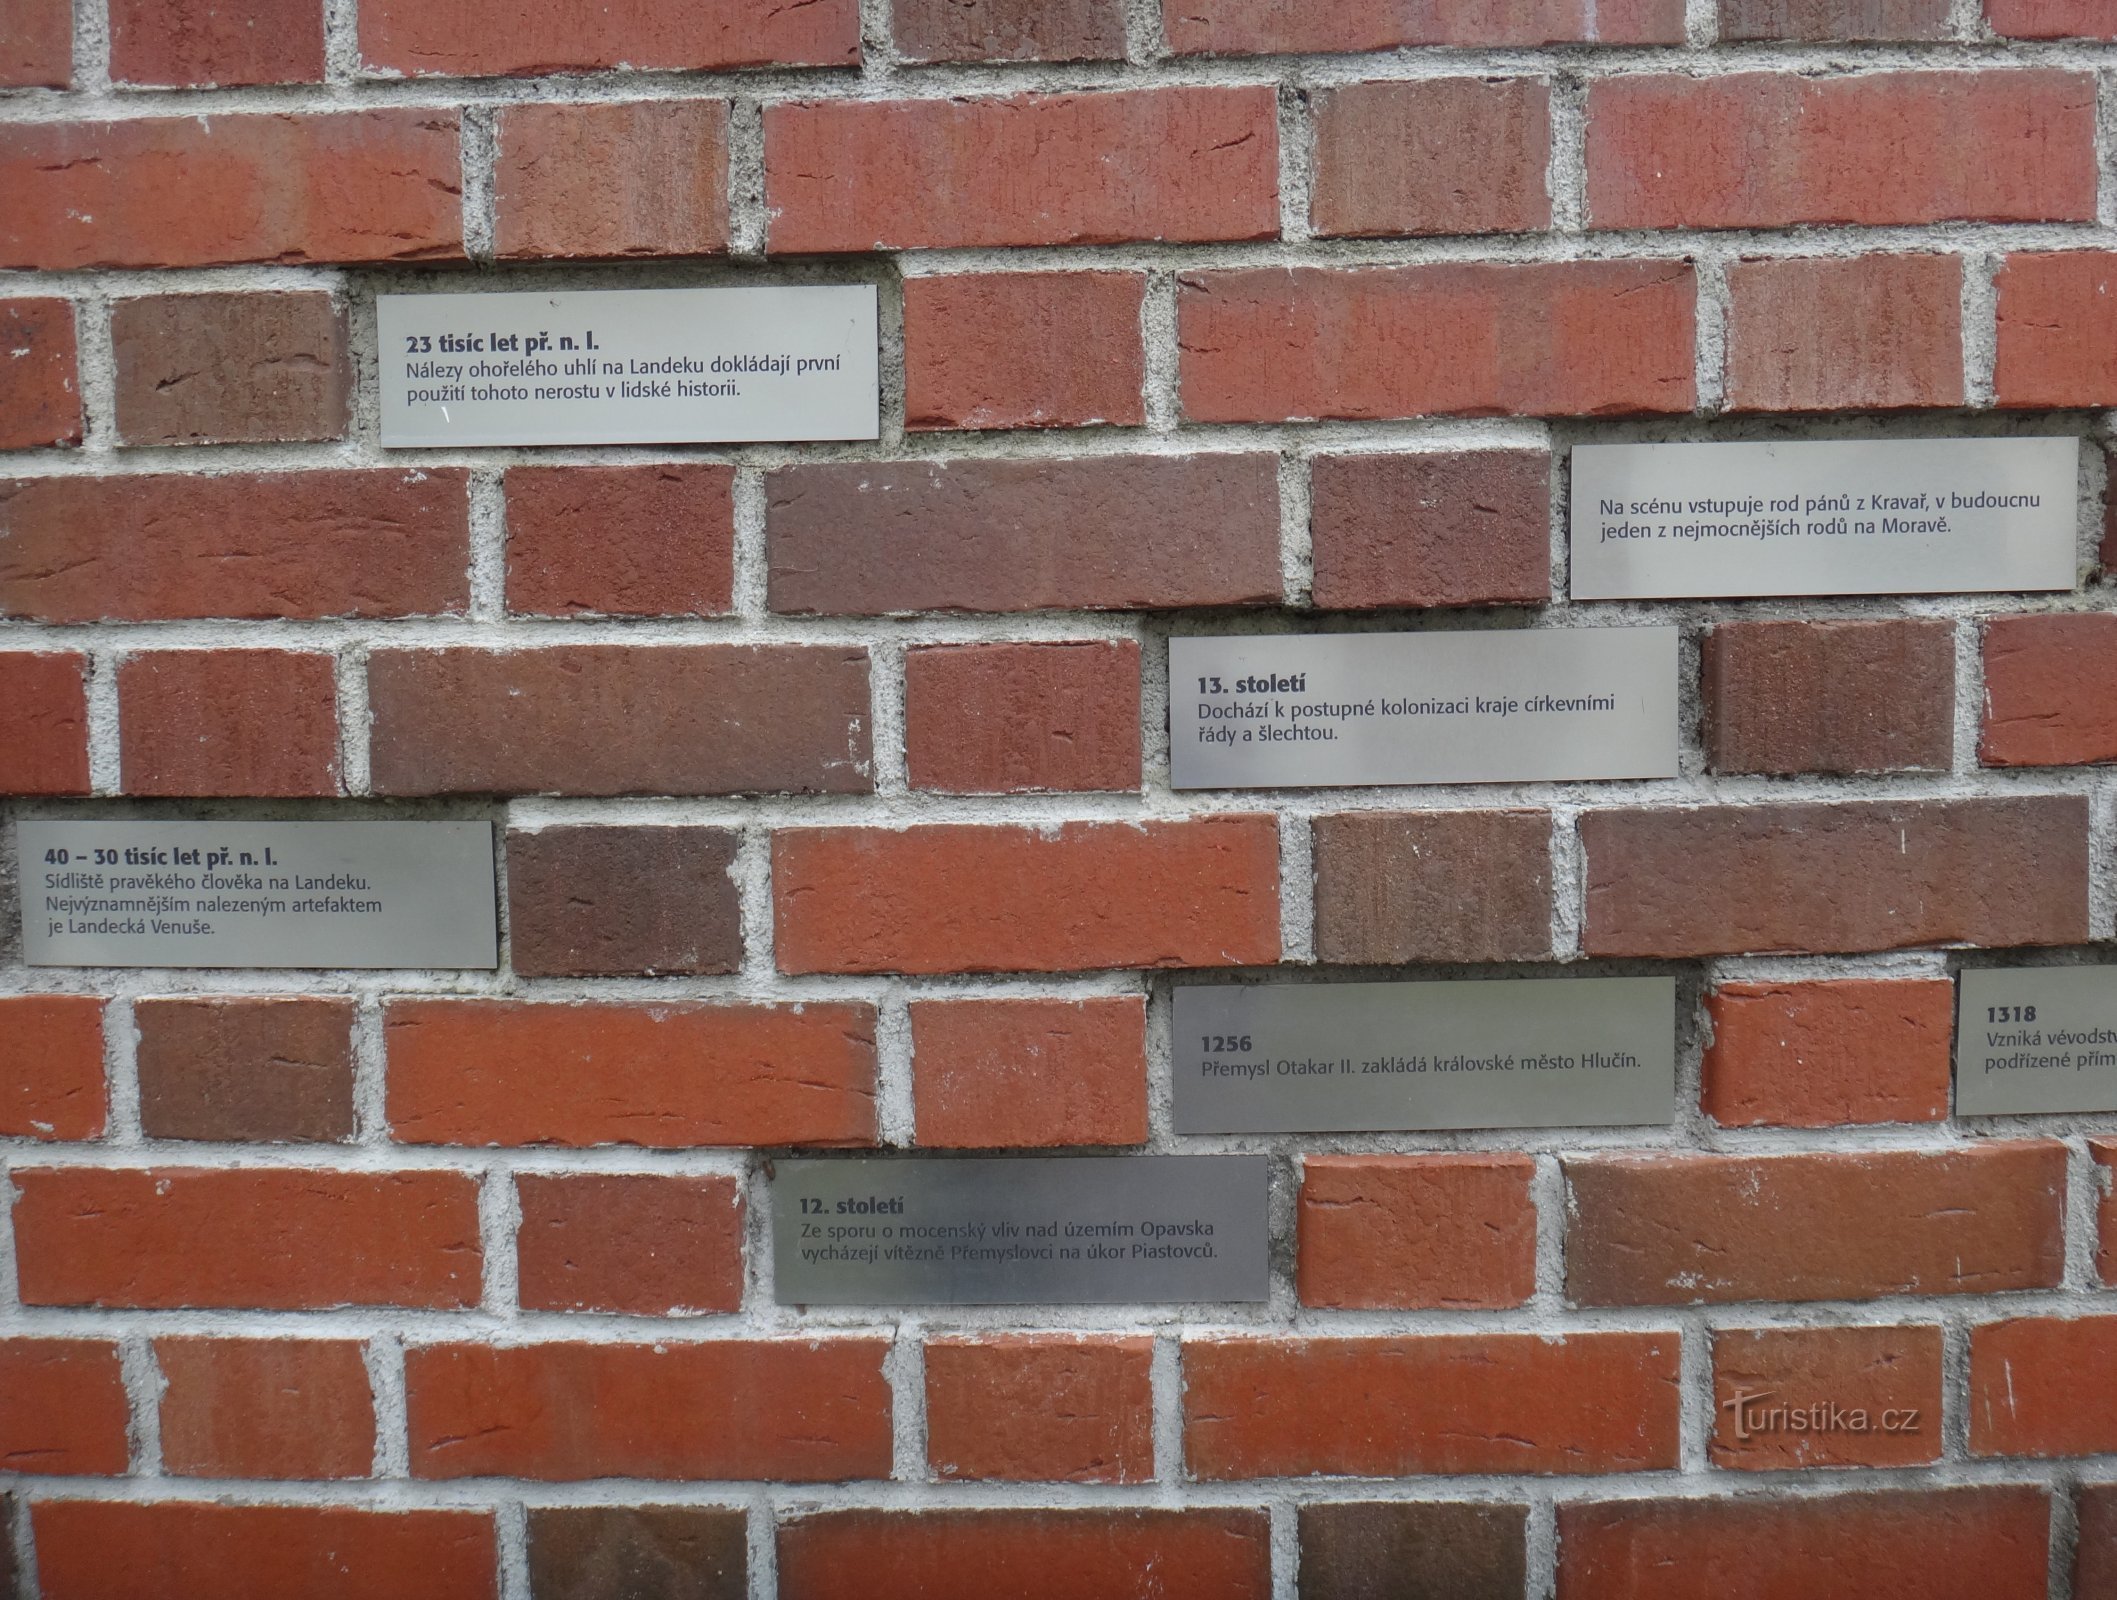 23 tisíc let př. n. l.
Nálezy ohořelého uhlí na Landeku dokládají první
použití tohoto nerostu v lidské historii.
Na scénu vstupuje rod pánů z Kravař, v budoucnu
jeden z nejmocnějších rodů na Moravě.
13. století
Dochází k postupné kolonizaci kraje církevními
řády a šlechtou.
40 – 30 tisíc let př. n. l.
Sídliště pravěkého člověka na Landeku.
Nejvýznamnějším nalezeným artefaktem
je Landecká Venuše.
1256
Přemysl Otakar II. zakládá královské město Hlučín.
1318
Vzniká vévodstv
podřízené přím
12. století
Ze sporu o mocenský vliv nad územím Opavska
vycházejí vítězně Přemyslovci na úkor Piastovců.
Turistika.cz